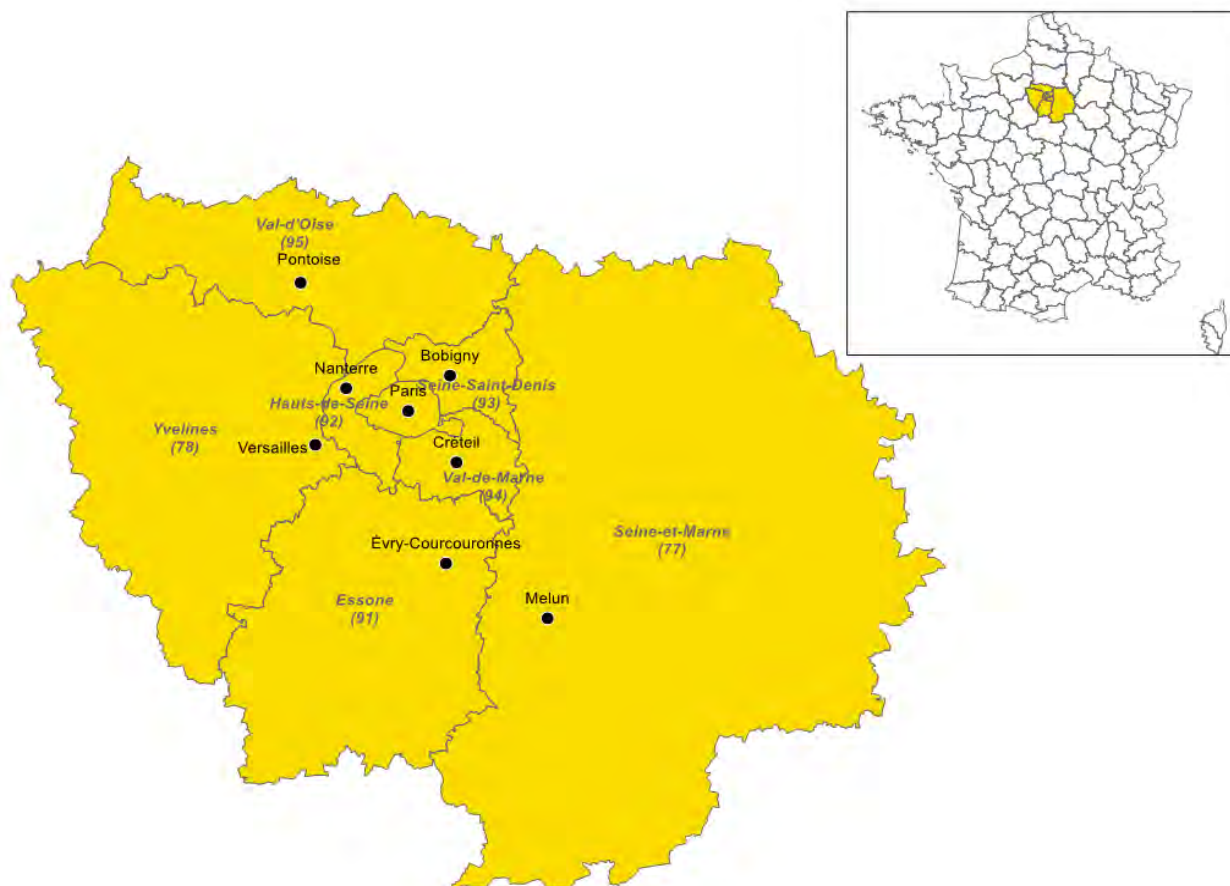 Val-d'Oise
(95)
Pontoise
Nanterre
Bobigny
Paris
Seine-Saint-Denis
(93)
Hauts-de-Seine
(92)
Yvelines
(78)
Versailles
Créteil
Val-de-Marne
(94)
Seine-et-Marne
(77)
Évry-Courcouronnes
Essone
(91)
Melun